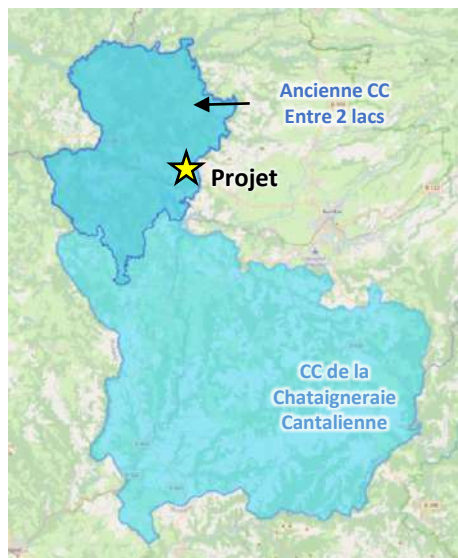 Ancienne CC
Entre 2 lacs
Projet
CC de la
Chataigneraie
Cantalienne